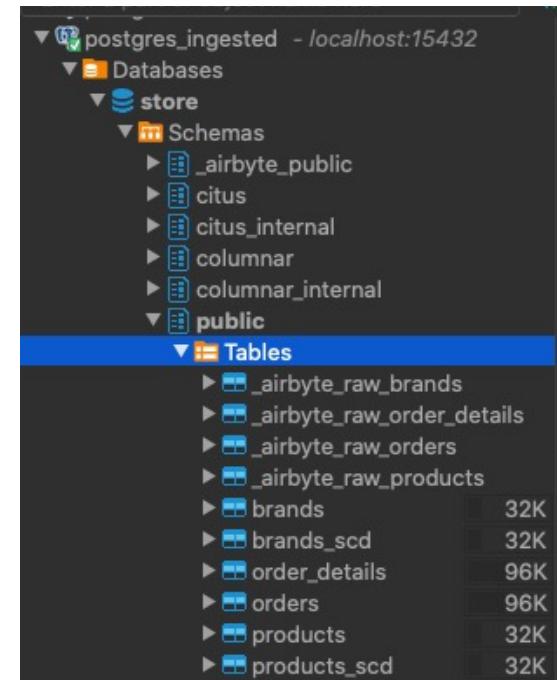 postgres_ingested - localhost:15432
Databases
store
Schemas
_airbyte_public
citus
citus_internal
columnar
columnar_internal
public
Tables
_airbyte_raw_brands
_airbyte_raw_order_details
_airbyte_raw_orders
_airbyte_raw_products
brands 32K
brands_scd 32K
order_details 96K
orders 96K
products 32K
products_scd 32K